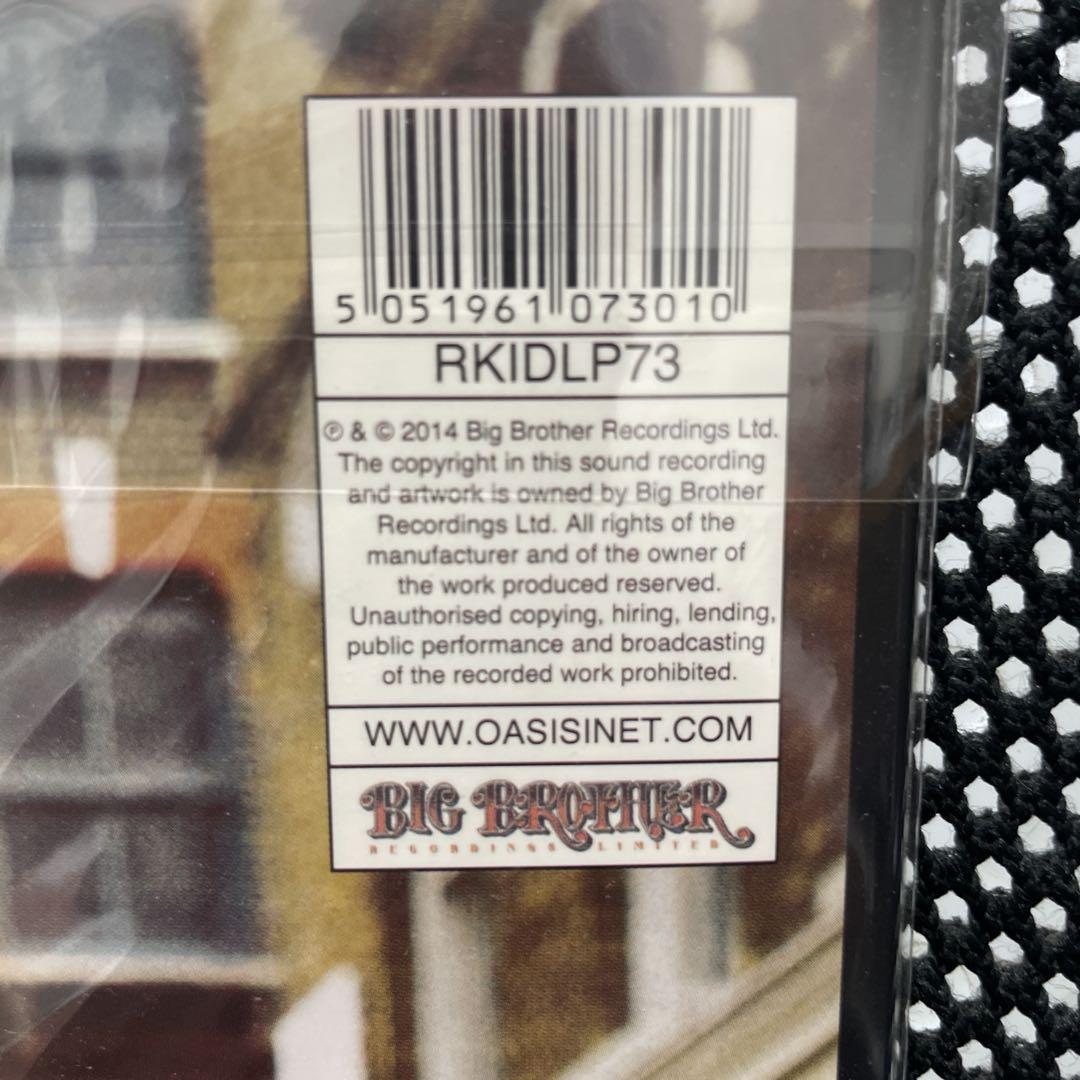 5 051961 073010
RKIDLP73
℗ & © 2014 Big Brother Recordings Ltd.
The copyright in this sound recording
and artwork is owned by Big Brother
Recordings Ltd. All rights of the
manufacturer and of the owner of
the work produced reserved.
Unauthorised copying, hiring, lending,
public performance and broadcasting
of the recorded work prohibited.
WWW.OASISINET.COM
BIG BROTHER
RECORDINGS LIMITED